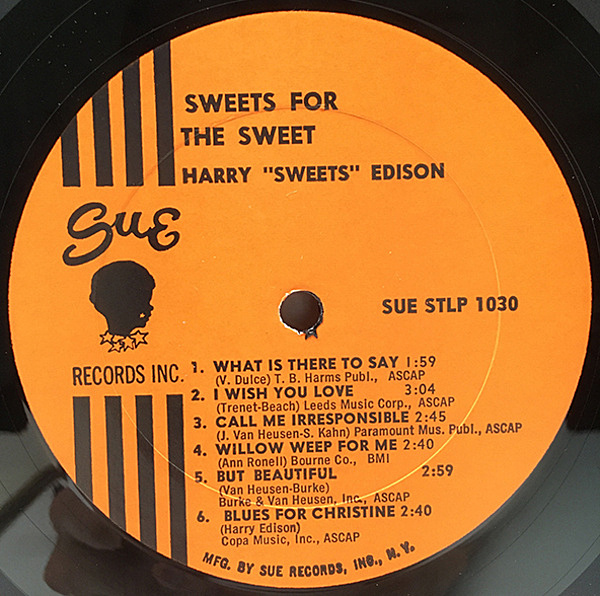 SWEETS FOR
THE SWEET
HARRY "SWEETS" EDISON
Sue
SUE STLP 1030
RECORDS INC.
1. WHAT IS THERE TO SAY 1:59
(V. Dulce) T. B. Harms Publ., ASCAP
2. I WISH YOU LOVE 3:04
(Trenet-Beach) Leeds Music Corp., ASCAP
3. CALL ME IRRESPONSIBLE 2:45
(J. Van Heusen-S. Kahn) Paramount Mus. Publ., ASCAP
4. WILLOW WEEP FOR ME 2:40
(Ann Ronell) Bourne Co., BMI
5. BUT BEAUTIFUL 2:59
(Van Heusen-Burke)
Burke & Van Heusen, Inc., ASCAP
6. BLUES FOR CHRISTINE 2:40
(Harry Edison)
Copa Music, Inc., ASCAP
MFG. BY SUE RECORDS, INC., N.Y.